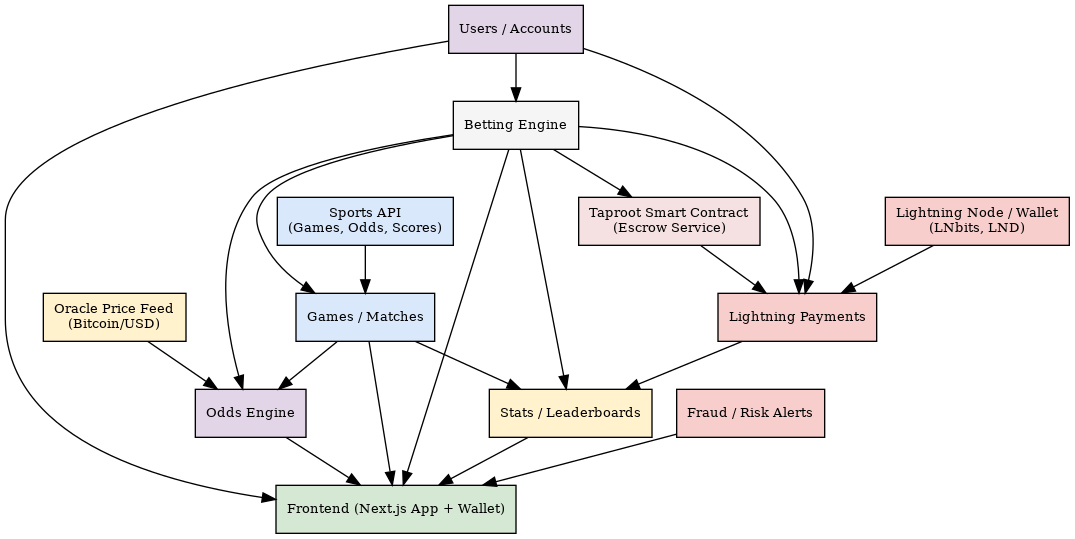 Users / Accounts
Betting Engine
Sports API
(Games, Odds, Scores)
Taproot Smart Contract
(Escrow Service)
Lightning Node / Wallet
(LNbits, LND)
Oracle Price Feed
(Bitcoin/USD)
Games / Matches
Lightning Payments
Odds Engine
Stats / Leaderboards
Fraud / Risk Alerts
Frontend (Next.js App + Wallet)